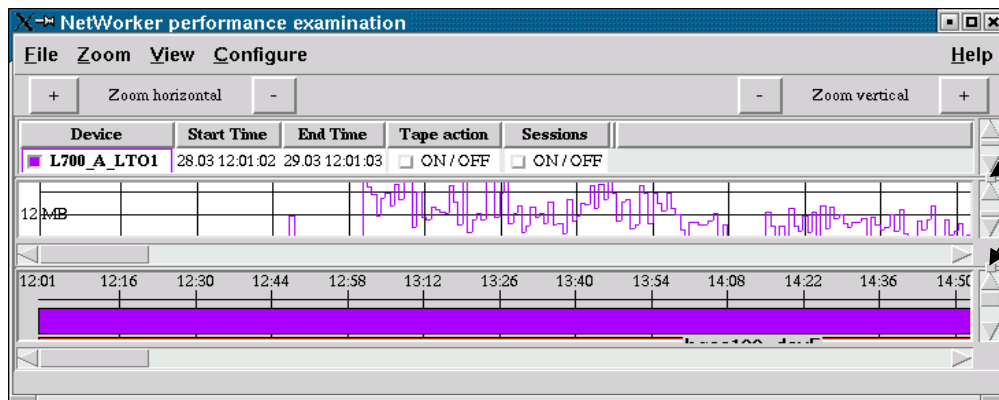 NetWorker performance examination
File Zoom View Configure Help
+ Zoom horizontal - - Zoom vertical +
Device Start Time End Time Tape action Sessions
L700_A_LTO1 28.03 12:01:02 29.03 12:01:03 ON / OFF ON / OFF
12 MB
12:01 12:16 12:30 12:44 12:58 13:12 13:26 13:40 13:54 14:08 14:22 14:36 14:50